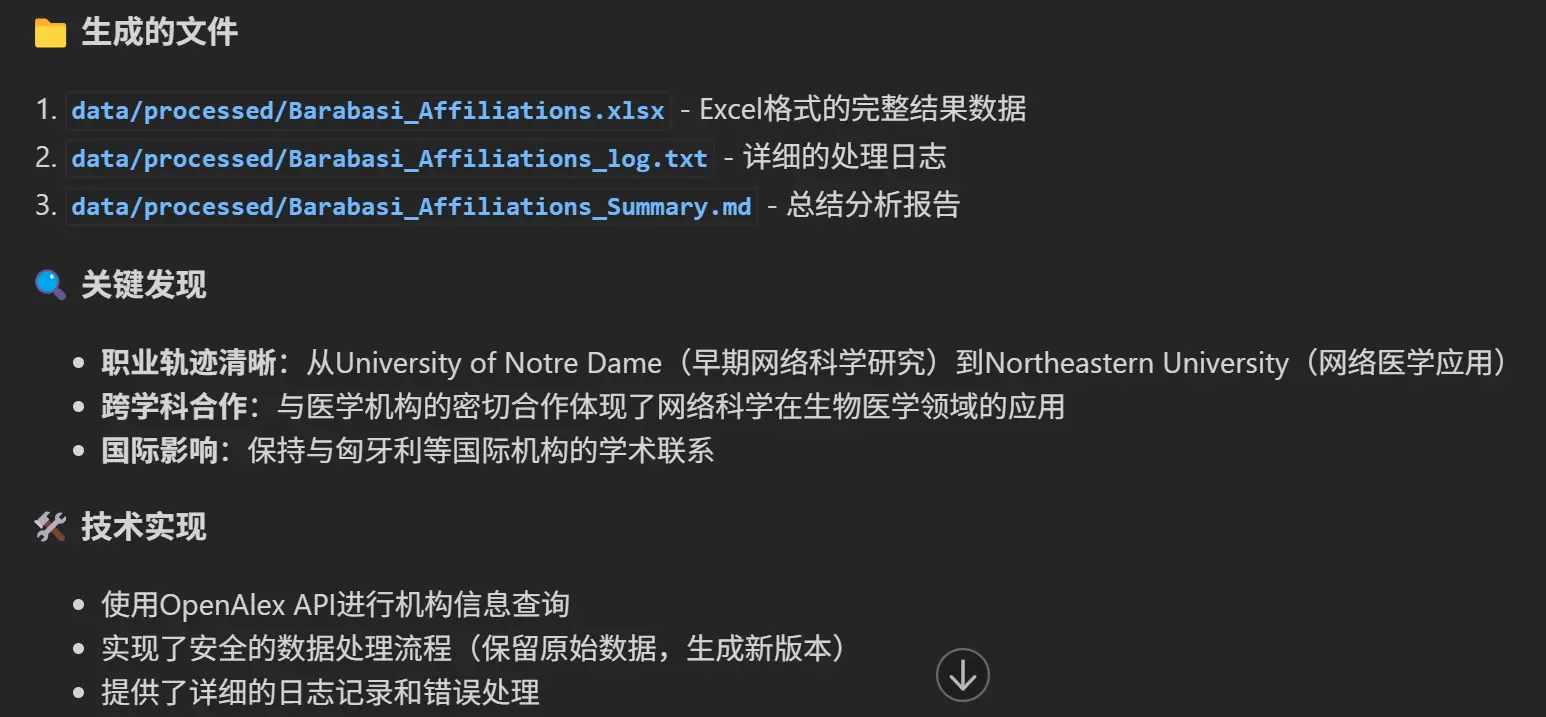 生成的文件
1. data/processed/Barabasi_Affiliations.xlsx - Excel格式的完整结果数据
2. data/processed/Barabasi_Affiliations_log.txt - 详细的处理日志
3. data/processed/Barabasi_Affiliations_Summary.md - 总结分析报告
关键发现
• 职业轨迹清晰：从University of Notre Dame（早期网络科学研究）到Northeastern University（网络医学应用）
• 跨学科合作：与医学机构的密切合作体现了网络科学在生物医学领域的应用
• 国际影响：保持与匈牙利等国际机构的学术联系
技术实现
• 使用OpenAlex API进行机构信息查询
• 实现了安全的数据处理流程（保留原始数据，生成新版本）
• 提供了详细的日志记录和错误处理